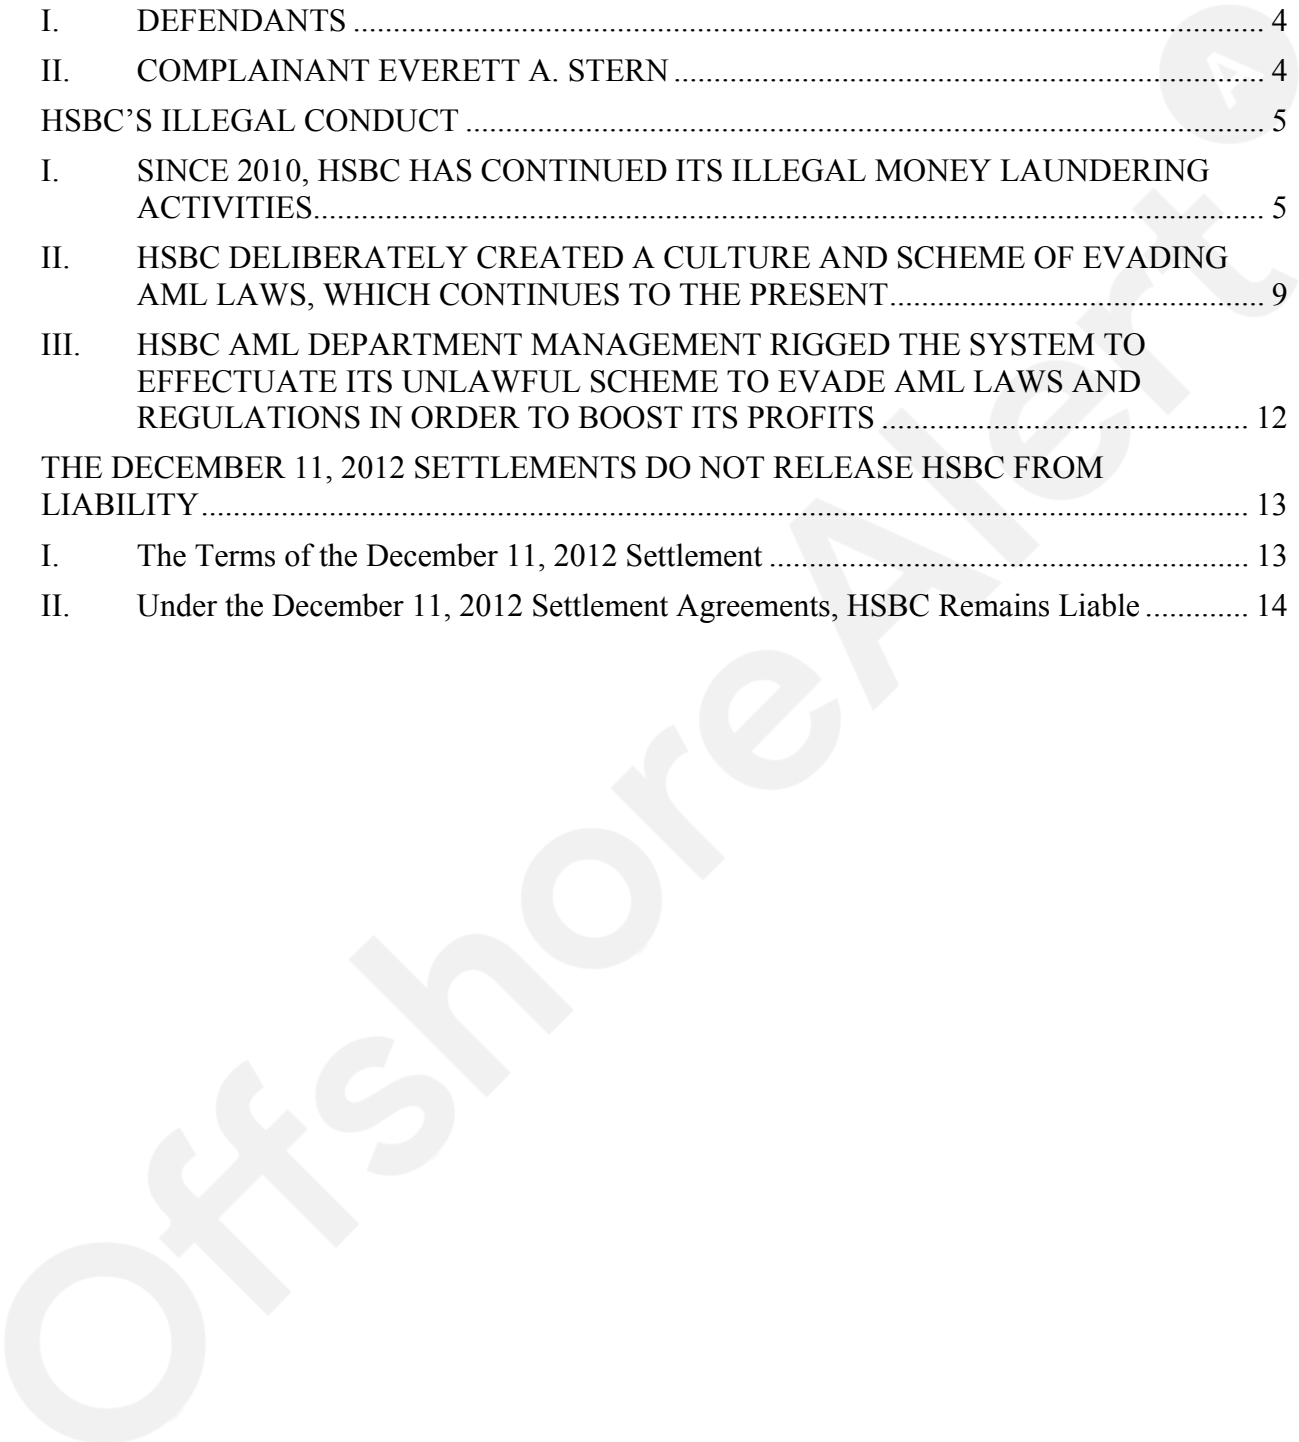 I. DEFENDANTS ........................................................................................................ 4
II. COMPLAINANT EVERETT A. STERN ........................................................................ 4
HSBC’S ILLEGAL CONDUCT ........................................................................................ 5
I. SINCE 2010, HSBC HAS CONTINUED ITS ILLEGAL MONEY LAUNDERING
ACTIVITIES........................................................................................................ 5
II. HSBC DELIBERATELY CREATED A CULTURE AND SCHEME OF EVADING
AML LAWS, WHICH CONTINUES TO THE PRESENT............................................... 9
III. HSBC AML DEPARTMENT MANAGEMENT RIGGED THE SYSTEM TO
EFFECTUATE ITS UNLAWFUL SCHEME TO EVADE AML LAWS AND
REGULATIONS IN ORDER TO BOOST ITS PROFITS ............................................... 12
THE DECEMBER 11, 2012 SETTLEMENTS DO NOT RELEASE HSBC FROM
LIABILITY........................................................................................................ 13
I. The Terms of the December 11, 2012 Settlement ............................................................. 13
II. Under the December 11, 2012 Settlement Agreements, HSBC Remains Liable ............. 14
OffshoreAlert
A